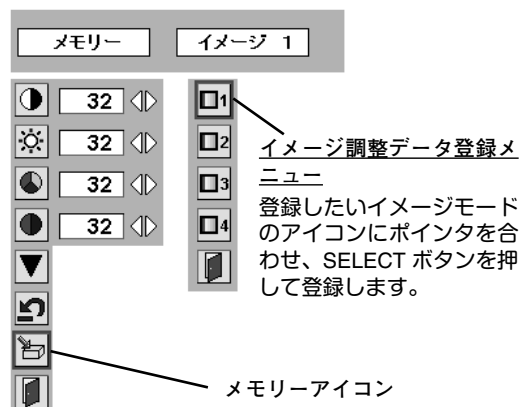 メモリー
イメージ 1
32
32
32
32
1
2
3
4
イメージ調整データ登録メ
ニュー
登録したいイメージモード
のアイコンにポインタを合
わせ、SELECT ボタンを押
して登録します。
メモリーアイコン